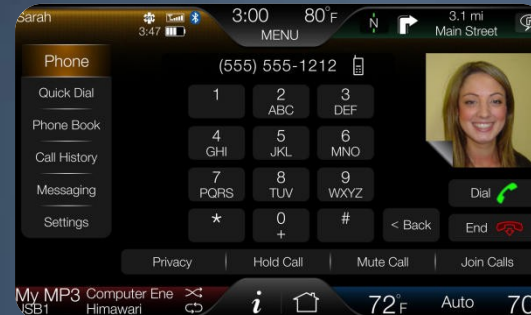 Sarah
3:47
3:00 80°F
MENU
N
3.1 mi
Main Street
Phone
Quick Dial
Phone Book
Call History
Messaging
Settings
(555) 555-1212
1
2
ABC
3
DEF
4
GHI
5
JKL
6
MNO
7
PQRS
8
TUV
9
WXYZ
*
0
+
#
< Back
Dial
End
Privacy
Hold Call
Mute Call
Join Calls
My MP3
USB1
Computer Ene
Himawari
i
72°F
Auto
70